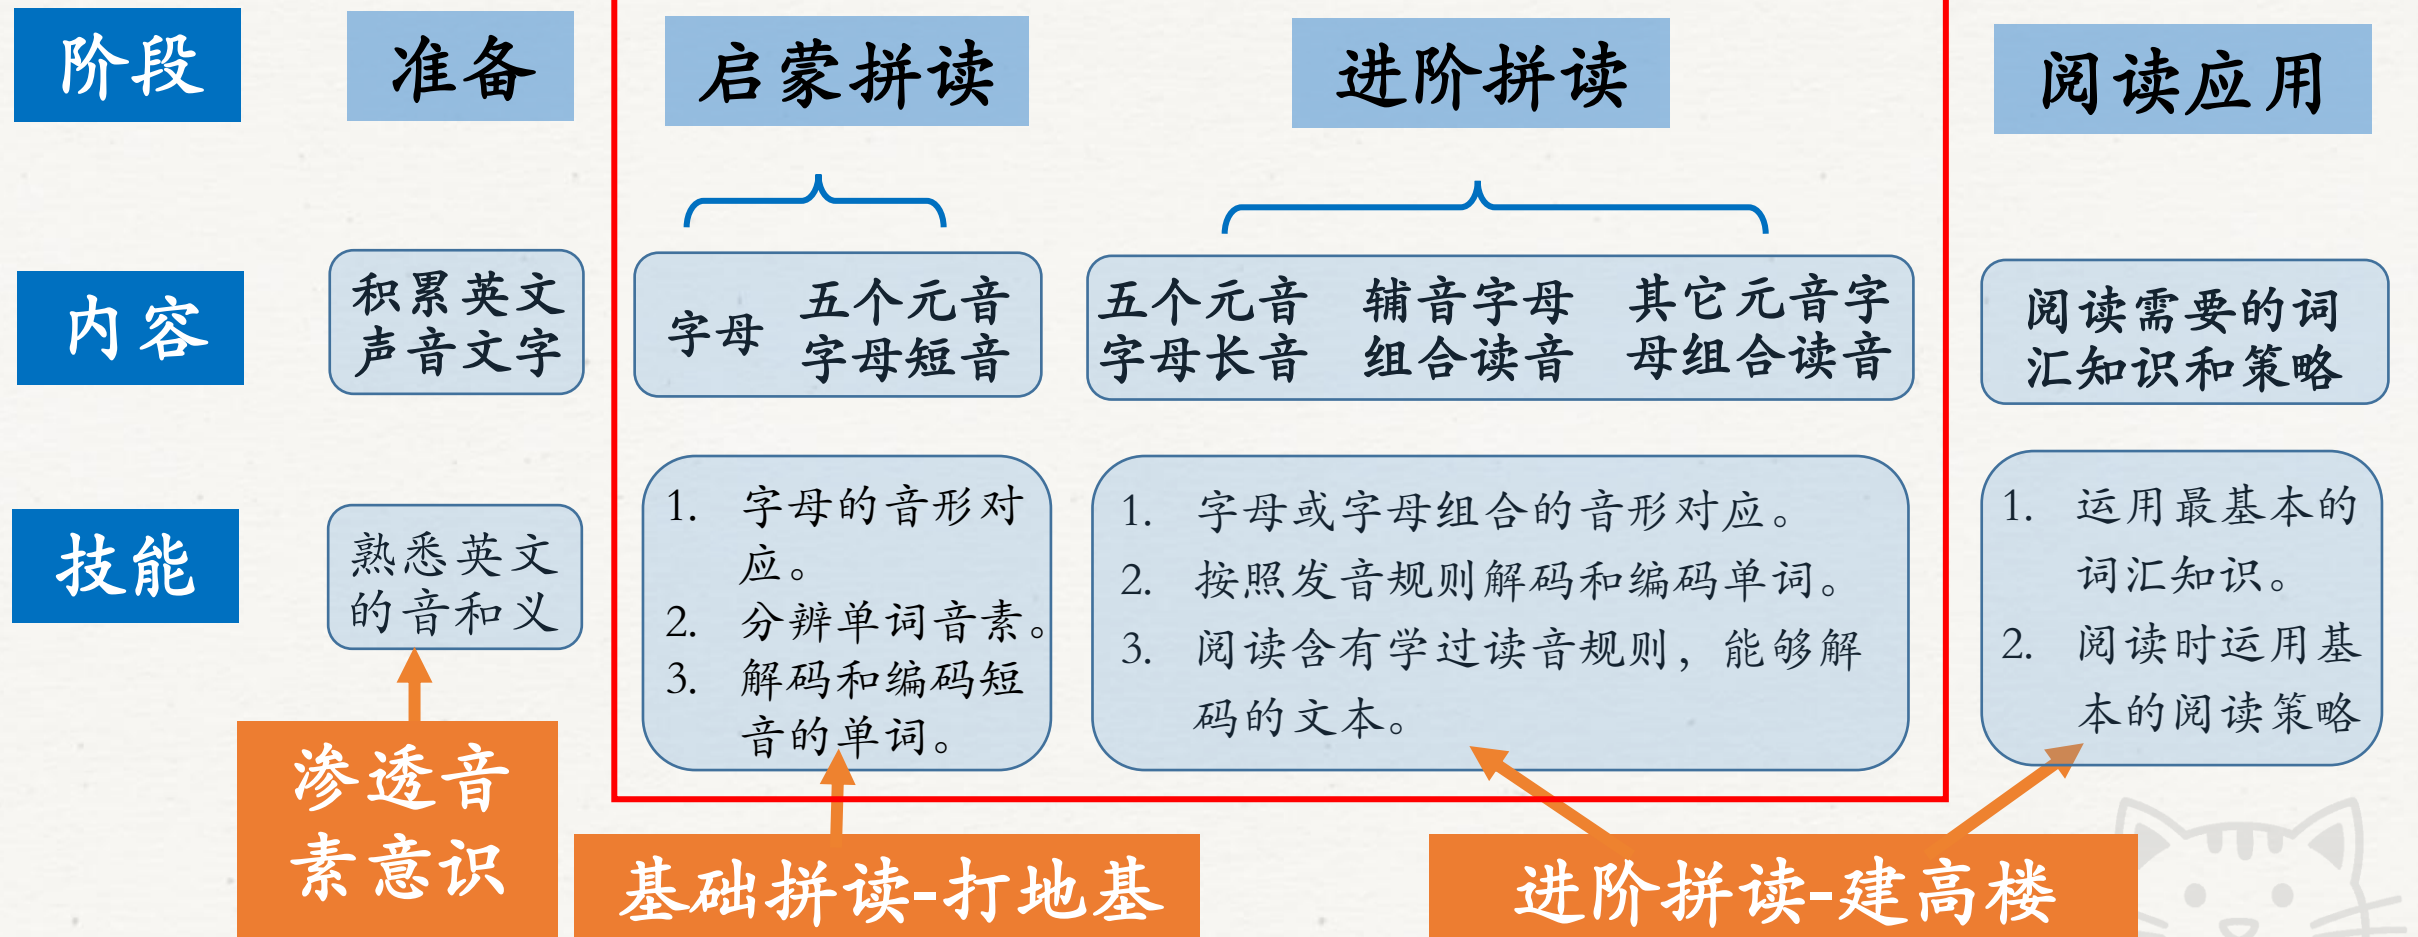 阶段
准备
启蒙拼读
进阶拼读
阅读应用
内容
积累英文
声音文字
字母
五个元音
字母短音
五个元音
字母长音
辅音字母
组合读音
其它元音字
母组合读音
阅读需要的词
汇知识和策略
技能
熟悉英文
的音和义
1. 字母的音形对
应。
2. 分辨单词音素。
3. 解码和编码短
音的单词。
1. 字母或字母组合的音形对应。
2. 按照发音规则解码和编码单词。
3. 阅读含有学过读音规则，能够解
码的文本。
1. 运用最基本的
词汇知识。
2. 阅读时运用基
本的阅读策略
渗透音
素意识
基础拼读-打地基
进阶拼读-建高楼